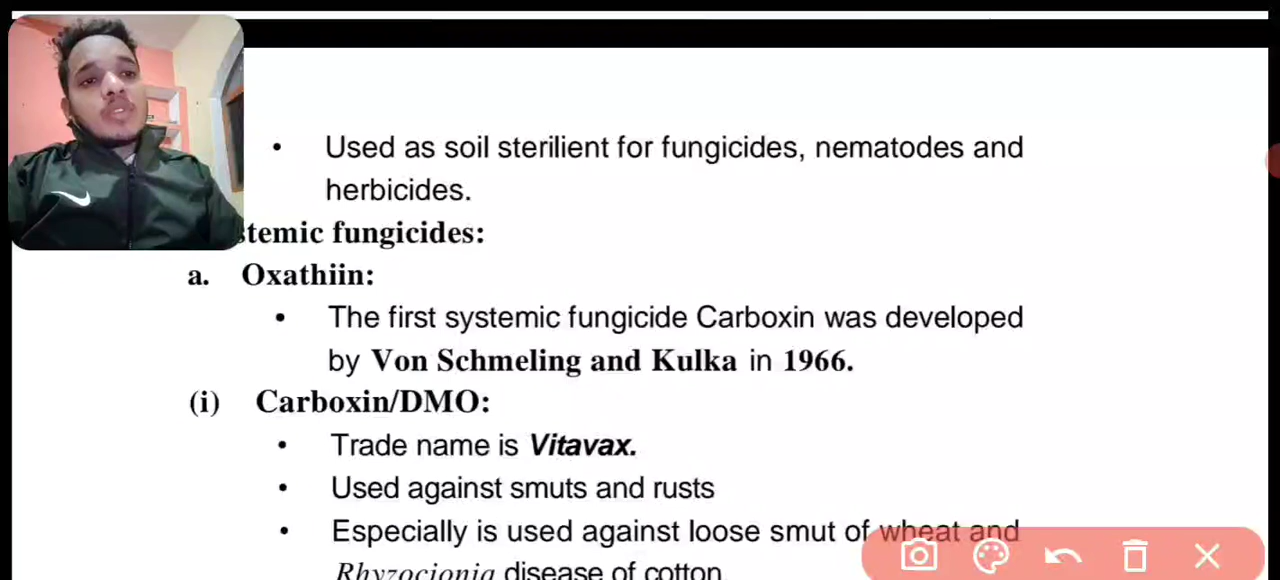 • Used as soil sterilient for fungicides, nematodes and
herbicides.
stemic fungicides:
a. Oxathiin:
• The first systemic fungicide Carboxin was developed
by Von Schmeling and Kulka in 1966.
(i) Carboxin/DMO:
• Trade name is Vitavax.
• Used against smuts and rusts
• Especially is used against loose smut of wheat and
Rhyzocionia disease of cotton